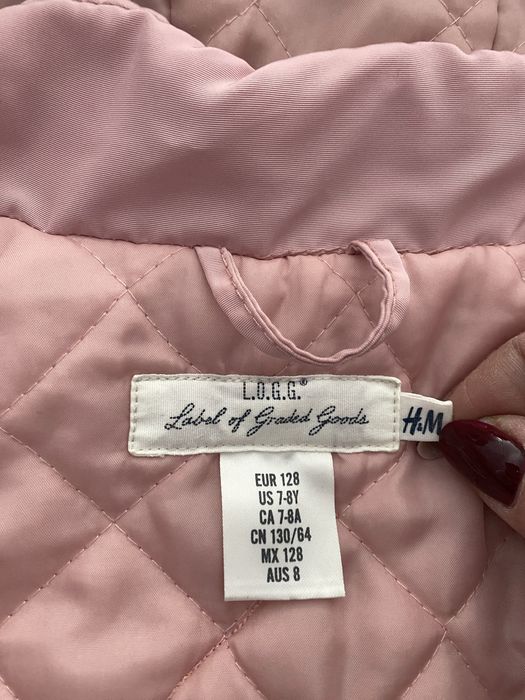 L.O.G.G.®
Label of Graded Goods
H&M
EUR 128
US 7-8Y
CA 7-8A
CN 130/64
MX 128
AUS 8